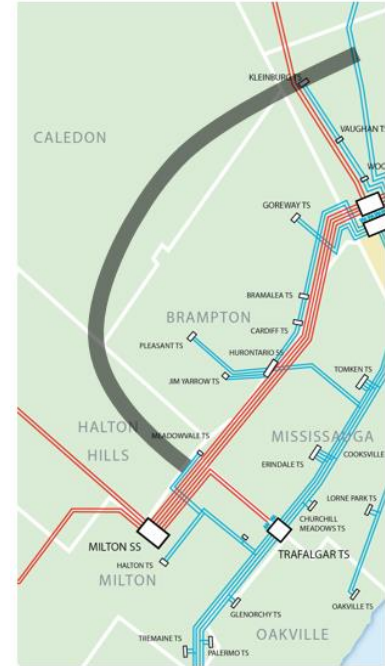 KLEINBURG TS
VAUGHAN TS
CALEDON
WOO
GOREWAY TS
BRAMALEA TS
BRAMPTON
CARDIFF TS
PLEASANT TS
HURONTARIO SS
JIM YARROW TS
TOMKEN TS
HALTON
HILLS
MEADOWVALE TS
MISSISSAUGA
COOKSVILLE
ERINDALE TS
LORNE PARK TS
CHURCHILL
MEADOWS TS
MILTON SS
TRAFALGAR TS
HALTON TS
MILTON
GLENORCHY TS
OAKVILLE TS
TREMAINE TS
OAKVILLE
PALERMO TS